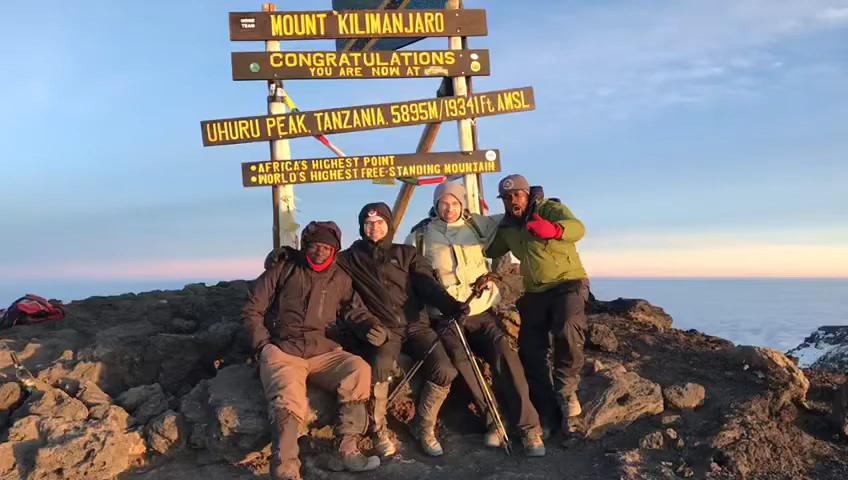 MOUNT KILIMANJARO
CONGRATULATIONS
YOU ARE NOW AT
UHURU PEAK, TANZANIA, 5895M/19341Ft AMSL
AFRICA'S HIGHEST POINT
WORLD'S HIGHEST FREE-STANDING MOUNTAIN